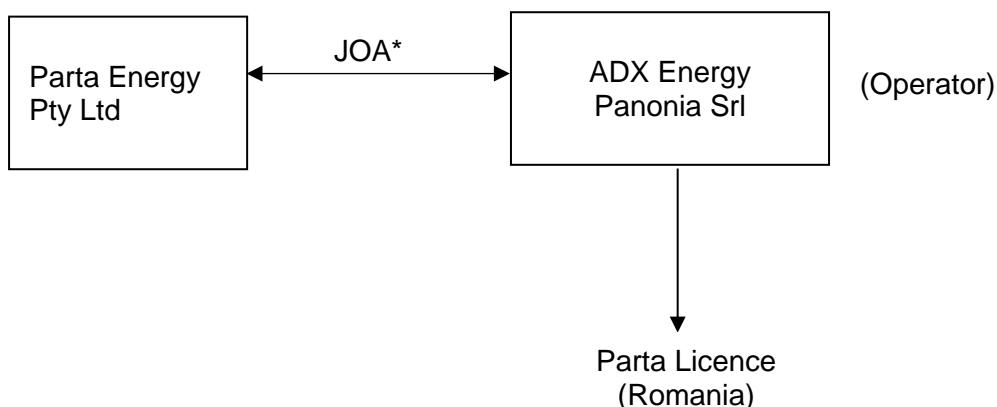 JOA*
Parta Energy
Pty Ltd
ADX Energy
Panonia Srl
(Operator)
Parta Licence
(Romania)